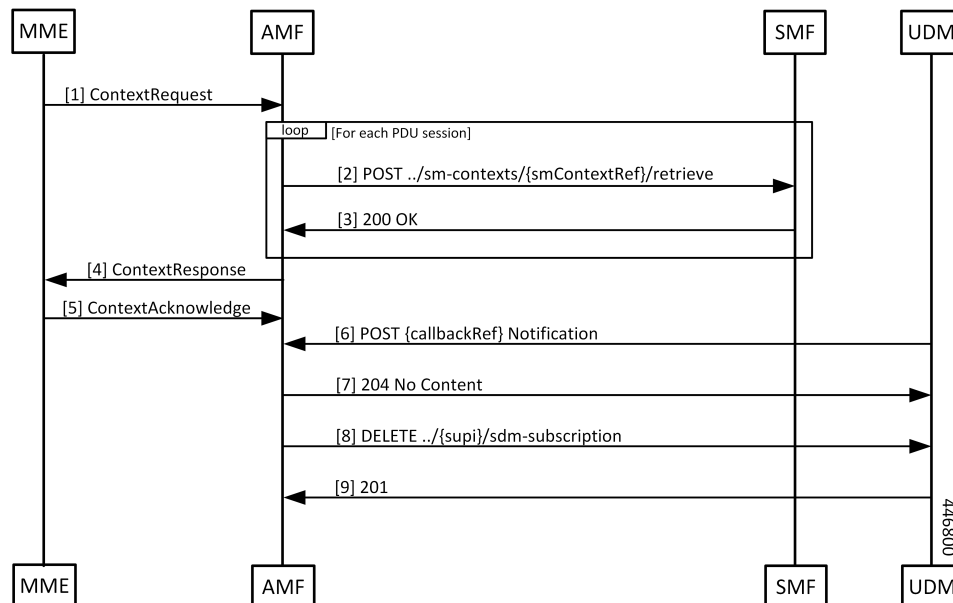 MME AMF SMF UDM
[1] ContextRequest
loop [For each PDU session]
[2] POST ../sm-contexts/{smContextRef}/retrieve
[3] 200 OK
[4] ContextResponse
[5] ContextAcknowledge
[6] POST {callbackRef} Notification
[7] 204 No Content
[8] DELETE ../{supi}/sdm-subscription
[9] 201
446800
MME AMF SMF UDM